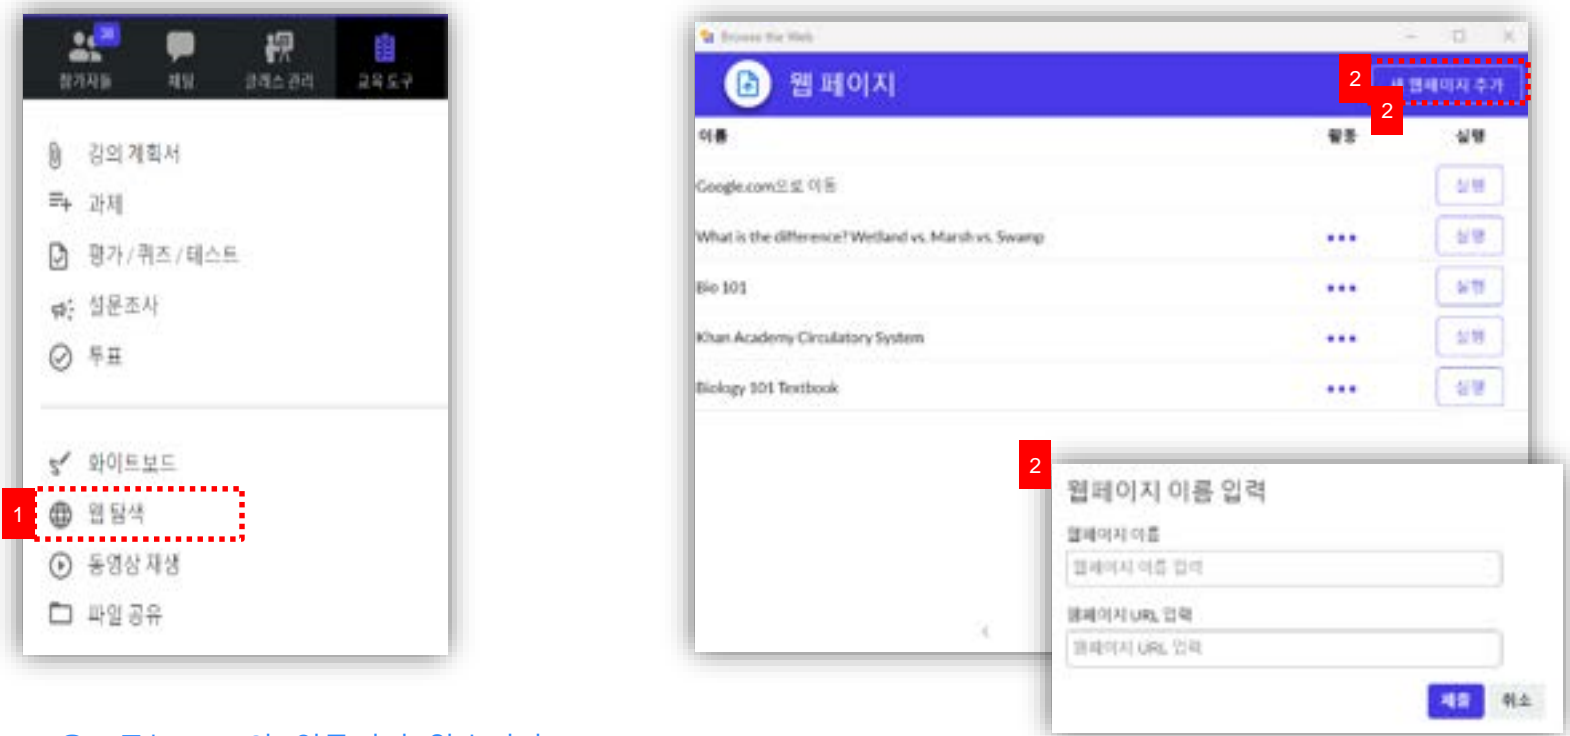 38
참가자들 채팅 클래스 관리 교육 도구
강의 계획서
과제
평가 / 퀴즈 / 테스트
설문조사
투표
화이트보드
1 웹 탐색
동영상 재생
파일 공유
Browse the Web
웹 페이지 2 새 웹페이지 추가
2
이름 활동 실행
Google.com으로 이동 실행
What is the difference? Wetland vs. Marsh vs. Swamp 실행
Bio 101 실행
Khan Academy Circulatory System 실행
Biology 101 Textbook 실행
2
웹페이지 이름 입력
웹페이지 이름
웹페이지 이름 입력
웹페이지 URL 입력
웹페이지 URL 입력
제출 취소